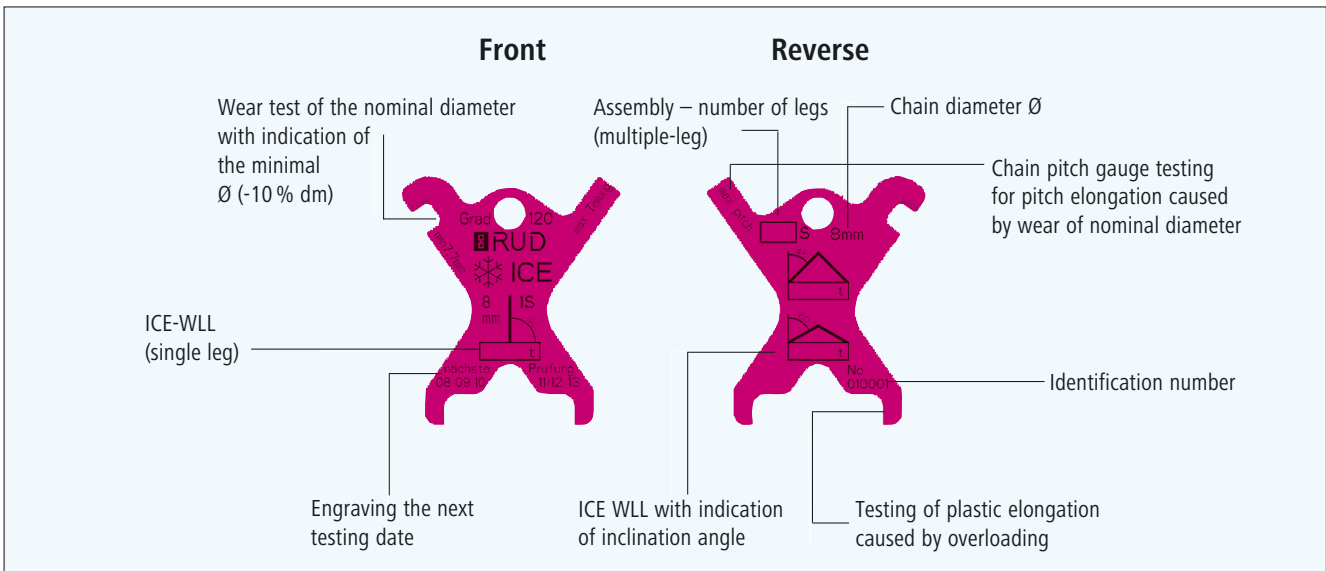 Front
Reverse
Wear test of the nominal diameter
with indication of
the minimal
Ø (-10 % dm)
Assembly – number of legs
(multiple-leg)
Chain diameter Ø
Chain pitch gauge testing
for pitch elongation caused
by wear of nominal diameter
Grad 120
RUD
ICE
8 1S
mm
t
nächste Prüfung
08 09 10 11 12 13
max pitch
S 8mm
t
t
No
010001
ICE-WLL
(single leg)
Identification number
Engraving the next
testing date
ICE WLL with indication
of inclination angle
Testing of plastic elongation
caused by overloading